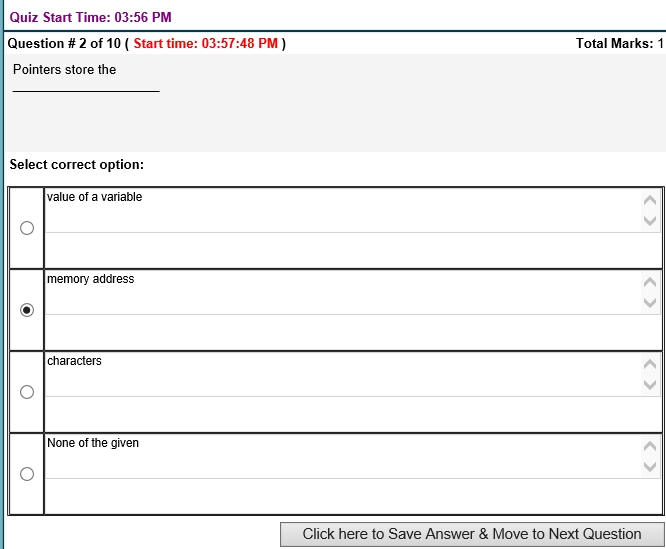 Quiz Start Time: 03:56 PM
Question # 2 of 10 ( Start time: 03:57:48 PM ) Total Marks: 1
Pointers store the
____________________
Select correct option:
value of a variable
memory address
characters
None of the given
Click here to Save Answer & Move to Next Question